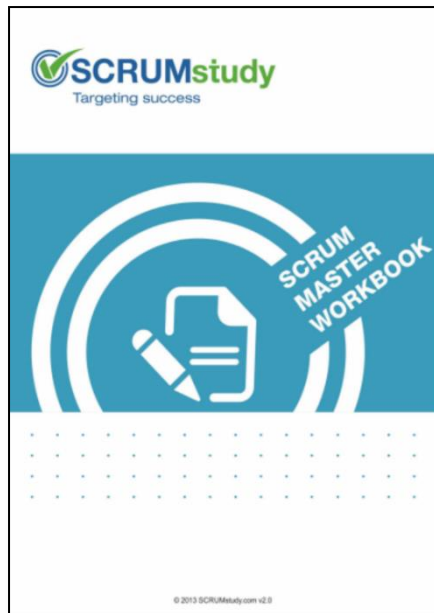 SCRUMstudy
Targeting success
SCRUM
MASTER
WORKBOOK
© 2013 SCRUMstudy.com v2.0